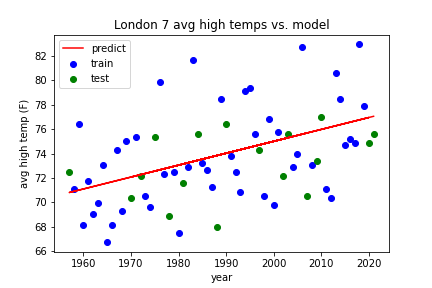 London 7 avg high temps vs. model
predict
train
test
82
80
78
76
74
72
70
68
66
avg high temp (F)
1960
1970
1980
1990
2000
2010
2020
year